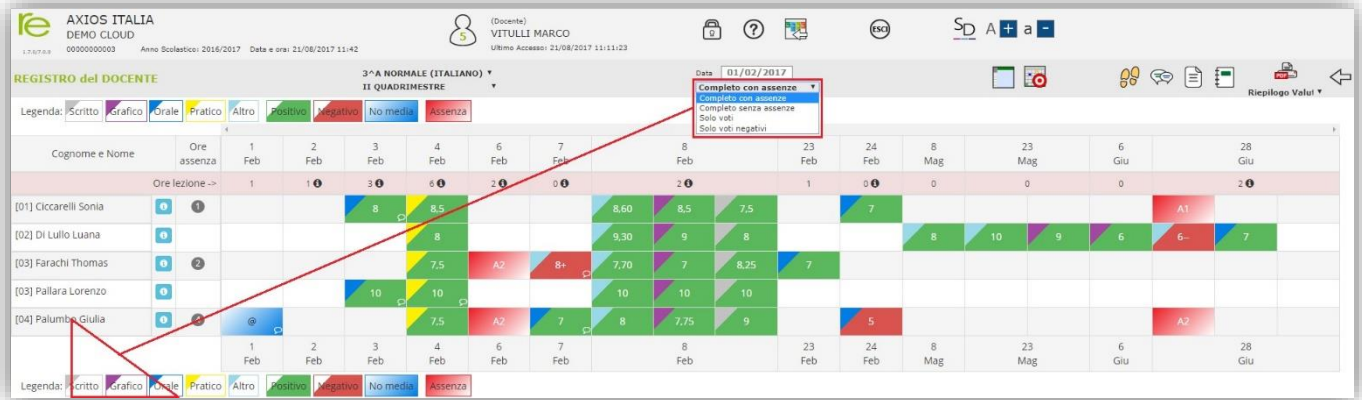 re
AXIOS ITALIA
DEMO CLOUD
1.7.6/7.0.3 00000000003 Anno Scolastico: 2016/2017 Data e ora: 21/08/2017 11:42
5
(Docente)
VITULLI MARCO
Ultimo Accesso: 21/08/2017 11:11:23
?
ESCI
SD A + a -
REGISTRO del DOCENTE
3^A NORMALE (ITALIANO)
II QUADRIMESTRE
Data 01/02/2017
Completo con assenze
Completo con assenze
Completo senza assenze
Solo voti
Solo voti negativi
PDF
Riepilogo Valut
Legenda: Scritto Grafico Orale Pratico Altro Positivo Negativo No media Assenza
Cognome e Nome Ore assenza 1 Feb 2 Feb 3 Feb 4 Feb 6 Feb 7 Feb 8 Feb 23 Feb 24 Feb 8 Mag 23 Mag 6 Giu 28 Giu
Ore lezione -> 1 1 3 6 2 0 2 1 0 0 0 0 2
[01] Ciccarelli Sonia 1 8 8,5 8,60 8,5 7,5 7 A1
[02] Di Lullo Luana 8 9,30 9 8 8 10 9 6 6-- 7
[03] Farachi Thomas 2 7,5 A2 8+ 7,70 7 8,25 7
[03] Pallara Lorenzo 10 10 10 10 10
[04] Palumbo Giulia @ 7,5 A2 7 8 7,75 9 5 A2
1 Feb 2 Feb 3 Feb 4 Feb 6 Feb 7 Feb 8 Feb 23 Feb 24 Feb 8 Mag 23 Mag 6 Giu 28 Giu
Legenda: Scritto Grafico Orale Pratico Altro Positivo Negativo No media Assenza